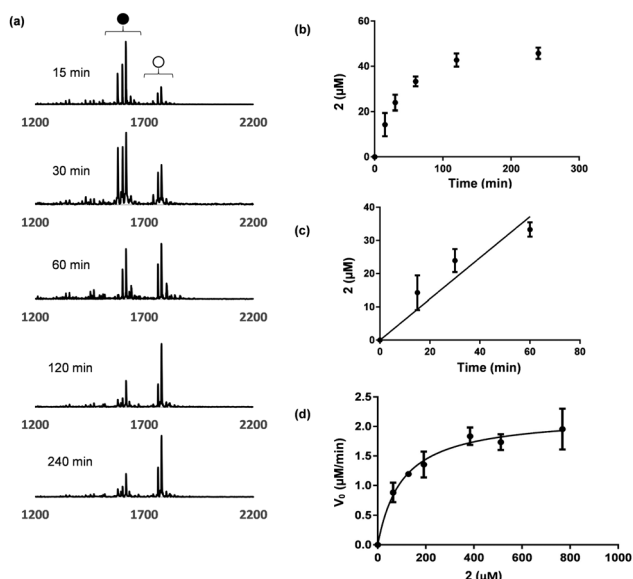 (a)
15 min
1200 1700 2200
30 min
1200 1700 2200
60 min
1200 1700 2200
120 min
1200 1700 2200
240 min
1200 1700 2200
(b)
2 (µM)
60
40
20
0
0 100 200 300
Time (min)
(c)
2 (µM)
40
30
20
10
0
0 20 40 60 80
Time (min)
(d)
V₀ (µM/min)
2.5
2.0
1.5
1.0
0.5
0.0
0 200 400 600 800 1000
2 (µM)